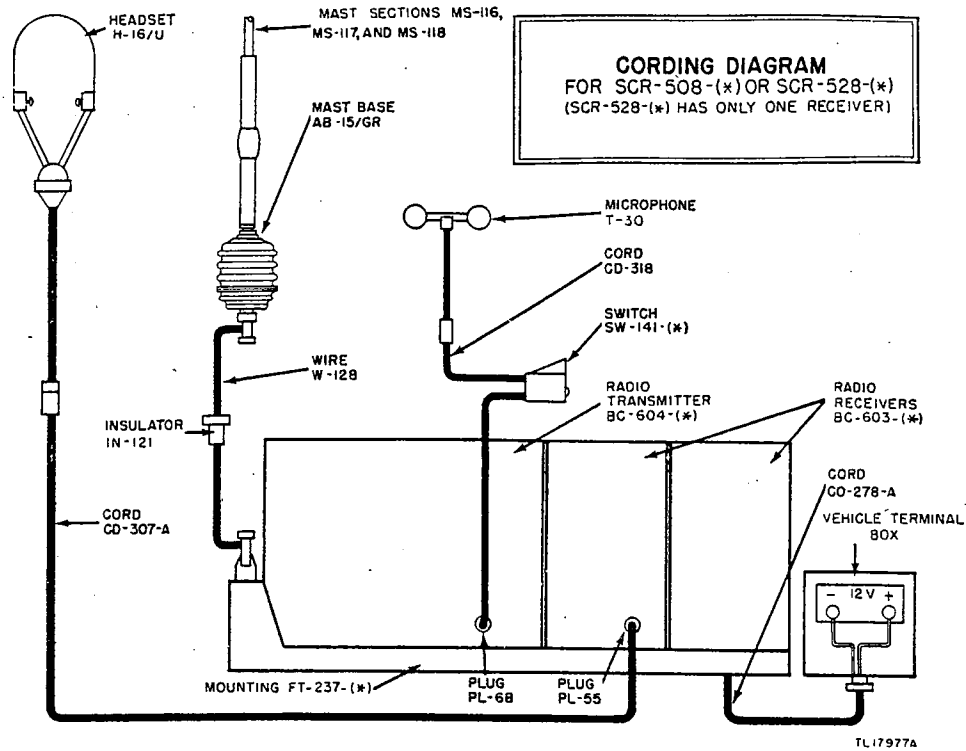 HEADSET
H-16/U
MAST SECTIONS MS-116,
MS-117, AND MS-118
MAST BASE
AB-15/GR
CORDING DIAGRAM
FOR SCR-508-(*) OR SCR-528-(*)
(SCR-528-(*) HAS ONLY ONE RECEIVER)
MICROPHONE
T-30
CORD
CD-318
SWITCH
SW-141-(*)
WIRE
W-128
INSULATOR
IN-121
RADIO
TRANSMITTER
BC-604-(*)
RADIO
RECEIVERS
BC-603-(*)
CORD
CD-307-A
CORD
CO-278-A
VEHICLE TERMINAL
BOX
- 12 V +
MOUNTING FT-237-(*)
PLUG
PL-68
PLUG
PL-55
TL17977A